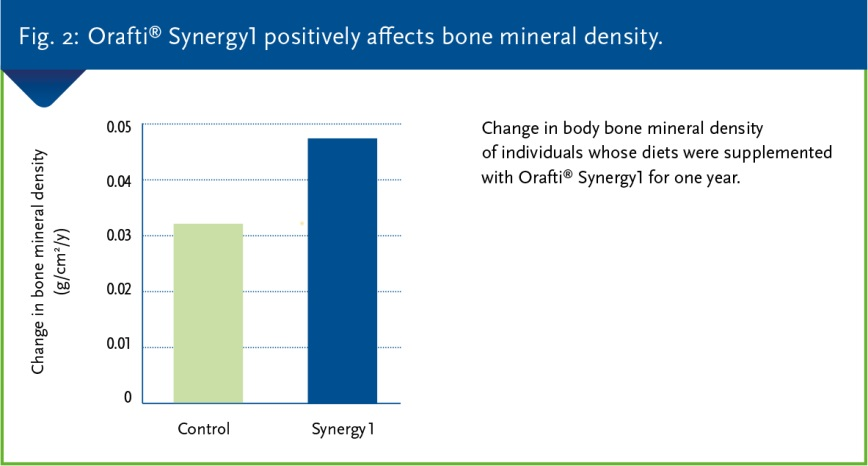 Fig. 2: Orafti® Synergy1 positively affects bone mineral density.
Change in bone mineral density
(g/cm²/y)
0.05
0.04
0.03
0.02
0.01
0
Control
Synergy1
Change in body bone mineral density
of individuals whose diets were supplemented
with Orafti® Synergy1 for one year.